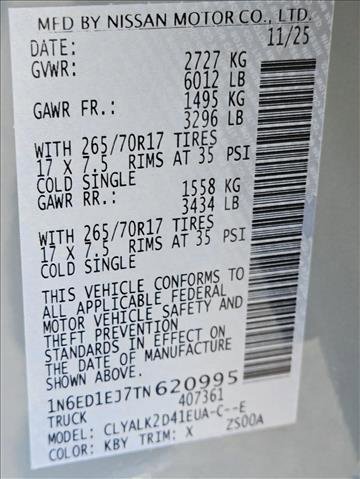 MFD BY NISSAN MOTOR CO., LTD.
DATE: 11/25
GVWR: 2727 KG
6012 LB
GAWR FR.: 1495 KG
3296 LB
WITH 265/70R17 TIRES
17 X 7.5 RIMS AT 35 PSI
COLD SINGLE
GAWR RR.: 1558 KG
3434 LB
WITH 265/70R17 TIRES
17 X 7.5 RIMS AT 35 PSI
COLD SINGLE
THIS VEHICLE CONFORMS TO
ALL APPLICABLE FEDERAL
MOTOR VEHICLE SAFETY AND
THEFT PREVENTION
STANDARDS IN EFFECT ON
THE DATE OF MANUFACTURE
SHOWN ABOVE.
1N6ED1EJ7TN620995
TRUCK 407361
MODEL: CLYALK2D41EUA-C--E
COLOR: KBY TRIM: X ZS00A